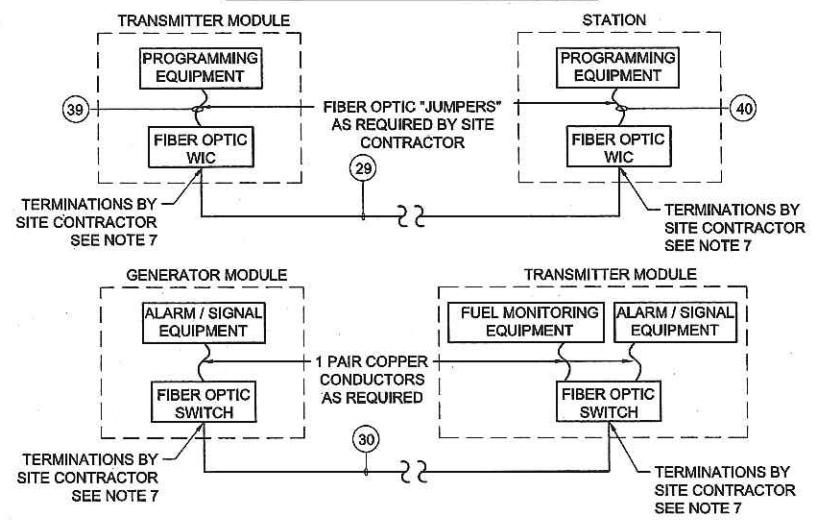 TRANSMITTER MODULE
STATION
PROGRAMMING
EQUIPMENT
PROGRAMMING
EQUIPMENT
39
FIBER OPTIC "JUMPERS"
AS REQUIRED BY SITE
CONTRACTOR
40
FIBER OPTIC
WIC
FIBER OPTIC
WIC
29
TERMINATIONS BY
SITE CONTRACTOR
SEE NOTE 7
TERMINATIONS BY
SITE CONTRACTOR
SEE NOTE 7
GENERATOR MODULE
TRANSMITTER MODULE
ALARM / SIGNAL
EQUIPMENT
FUEL MONITORING
EQUIPMENT
ALARM / SIGNAL
EQUIPMENT
1 PAIR COPPER
CONDUCTORS
AS REQUIRED
FIBER OPTIC
SWITCH
FIBER OPTIC
SWITCH
30
TERMINATIONS BY
SITE CONTRACTOR
SEE NOTE 7
TERMINATIONS BY
SITE CONTRACTOR
SEE NOTE 7